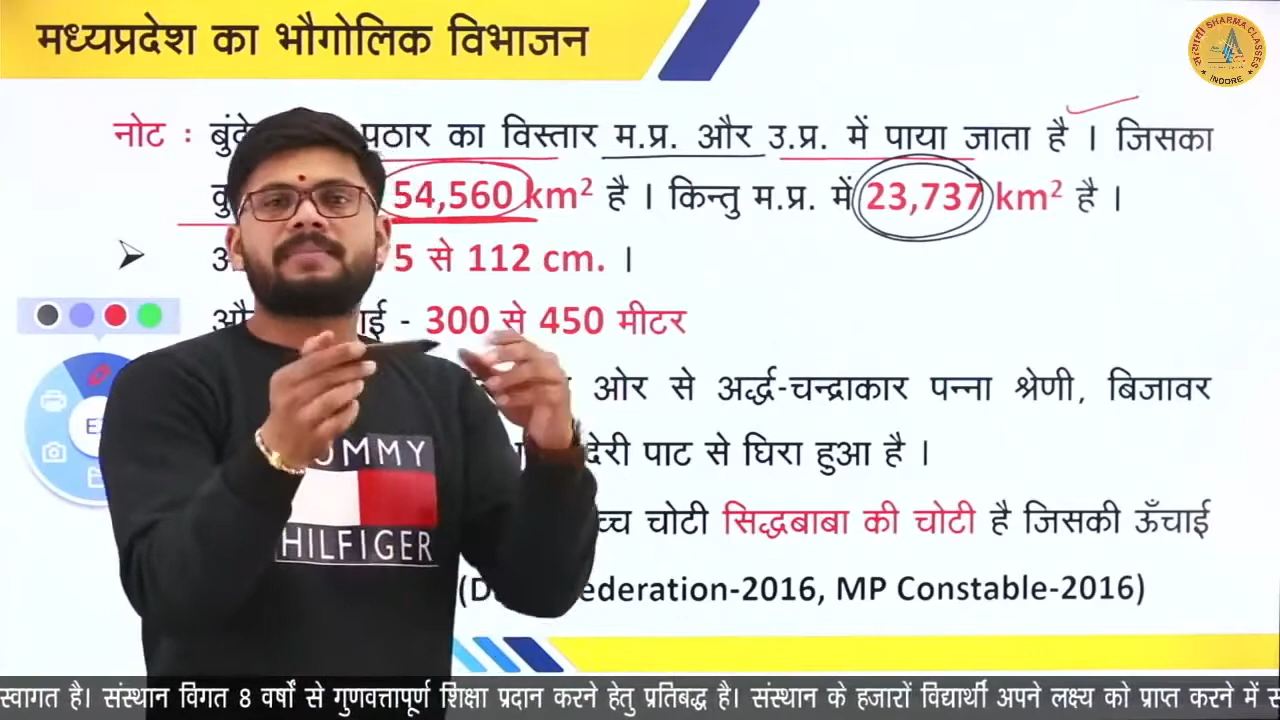 मध्यप्रदेश का भौगोलिक विभाजन
SHARMA CLASSES
INDORE
नोट : पठार का विस्तार म.प्र. और उ.प्र. में पाया जाता है । जिसका
54,560 km² है । किन्तु म.प्र. में 23,737 km² है ।
5 से 112 cm. ।
- 300 से 450 मीटर
ओर से अर्द्ध-चन्द्राकार पन्ना श्रेणी, बिजावर
पाट से घिरा हुआ है ।
चोटी सिद्धबाबा की चोटी है जिसकी ऊँचाई
-2016, MP Constable-2016)
HILFIGER
स्वागत है। संस्थान विगत 8 वर्षों से गुणवत्तापूर्ण शिक्षा प्रदान करने हेतु प्रतिबद्ध है। संस्थान के हजारों विद्यार्थी अपने लक्ष्य को प्राप्त करने में